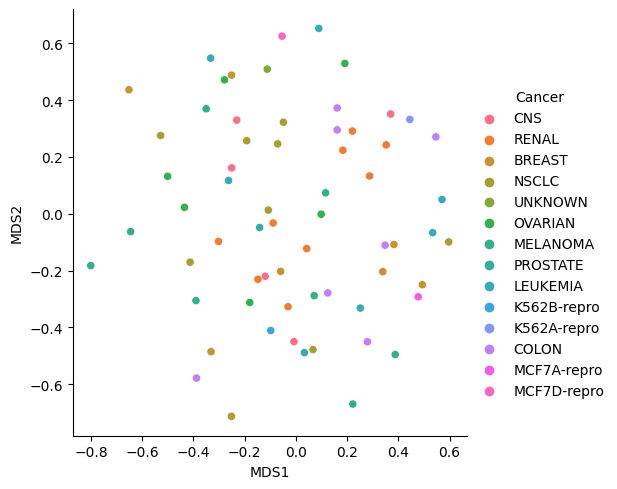 0.6
0.4
0.2
0.0
−0.2
−0.4
−0.6
MDS2
−0.8 −0.6 −0.4 −0.2 0.0 0.2 0.4 0.6
MDS1
Cancer
CNS
RENAL
BREAST
NSCLC
UNKNOWN
OVARIAN
MELANOMA
PROSTATE
LEUKEMIA
K562B-repro
K562A-repro
COLON
MCF7A-repro
MCF7D-repro